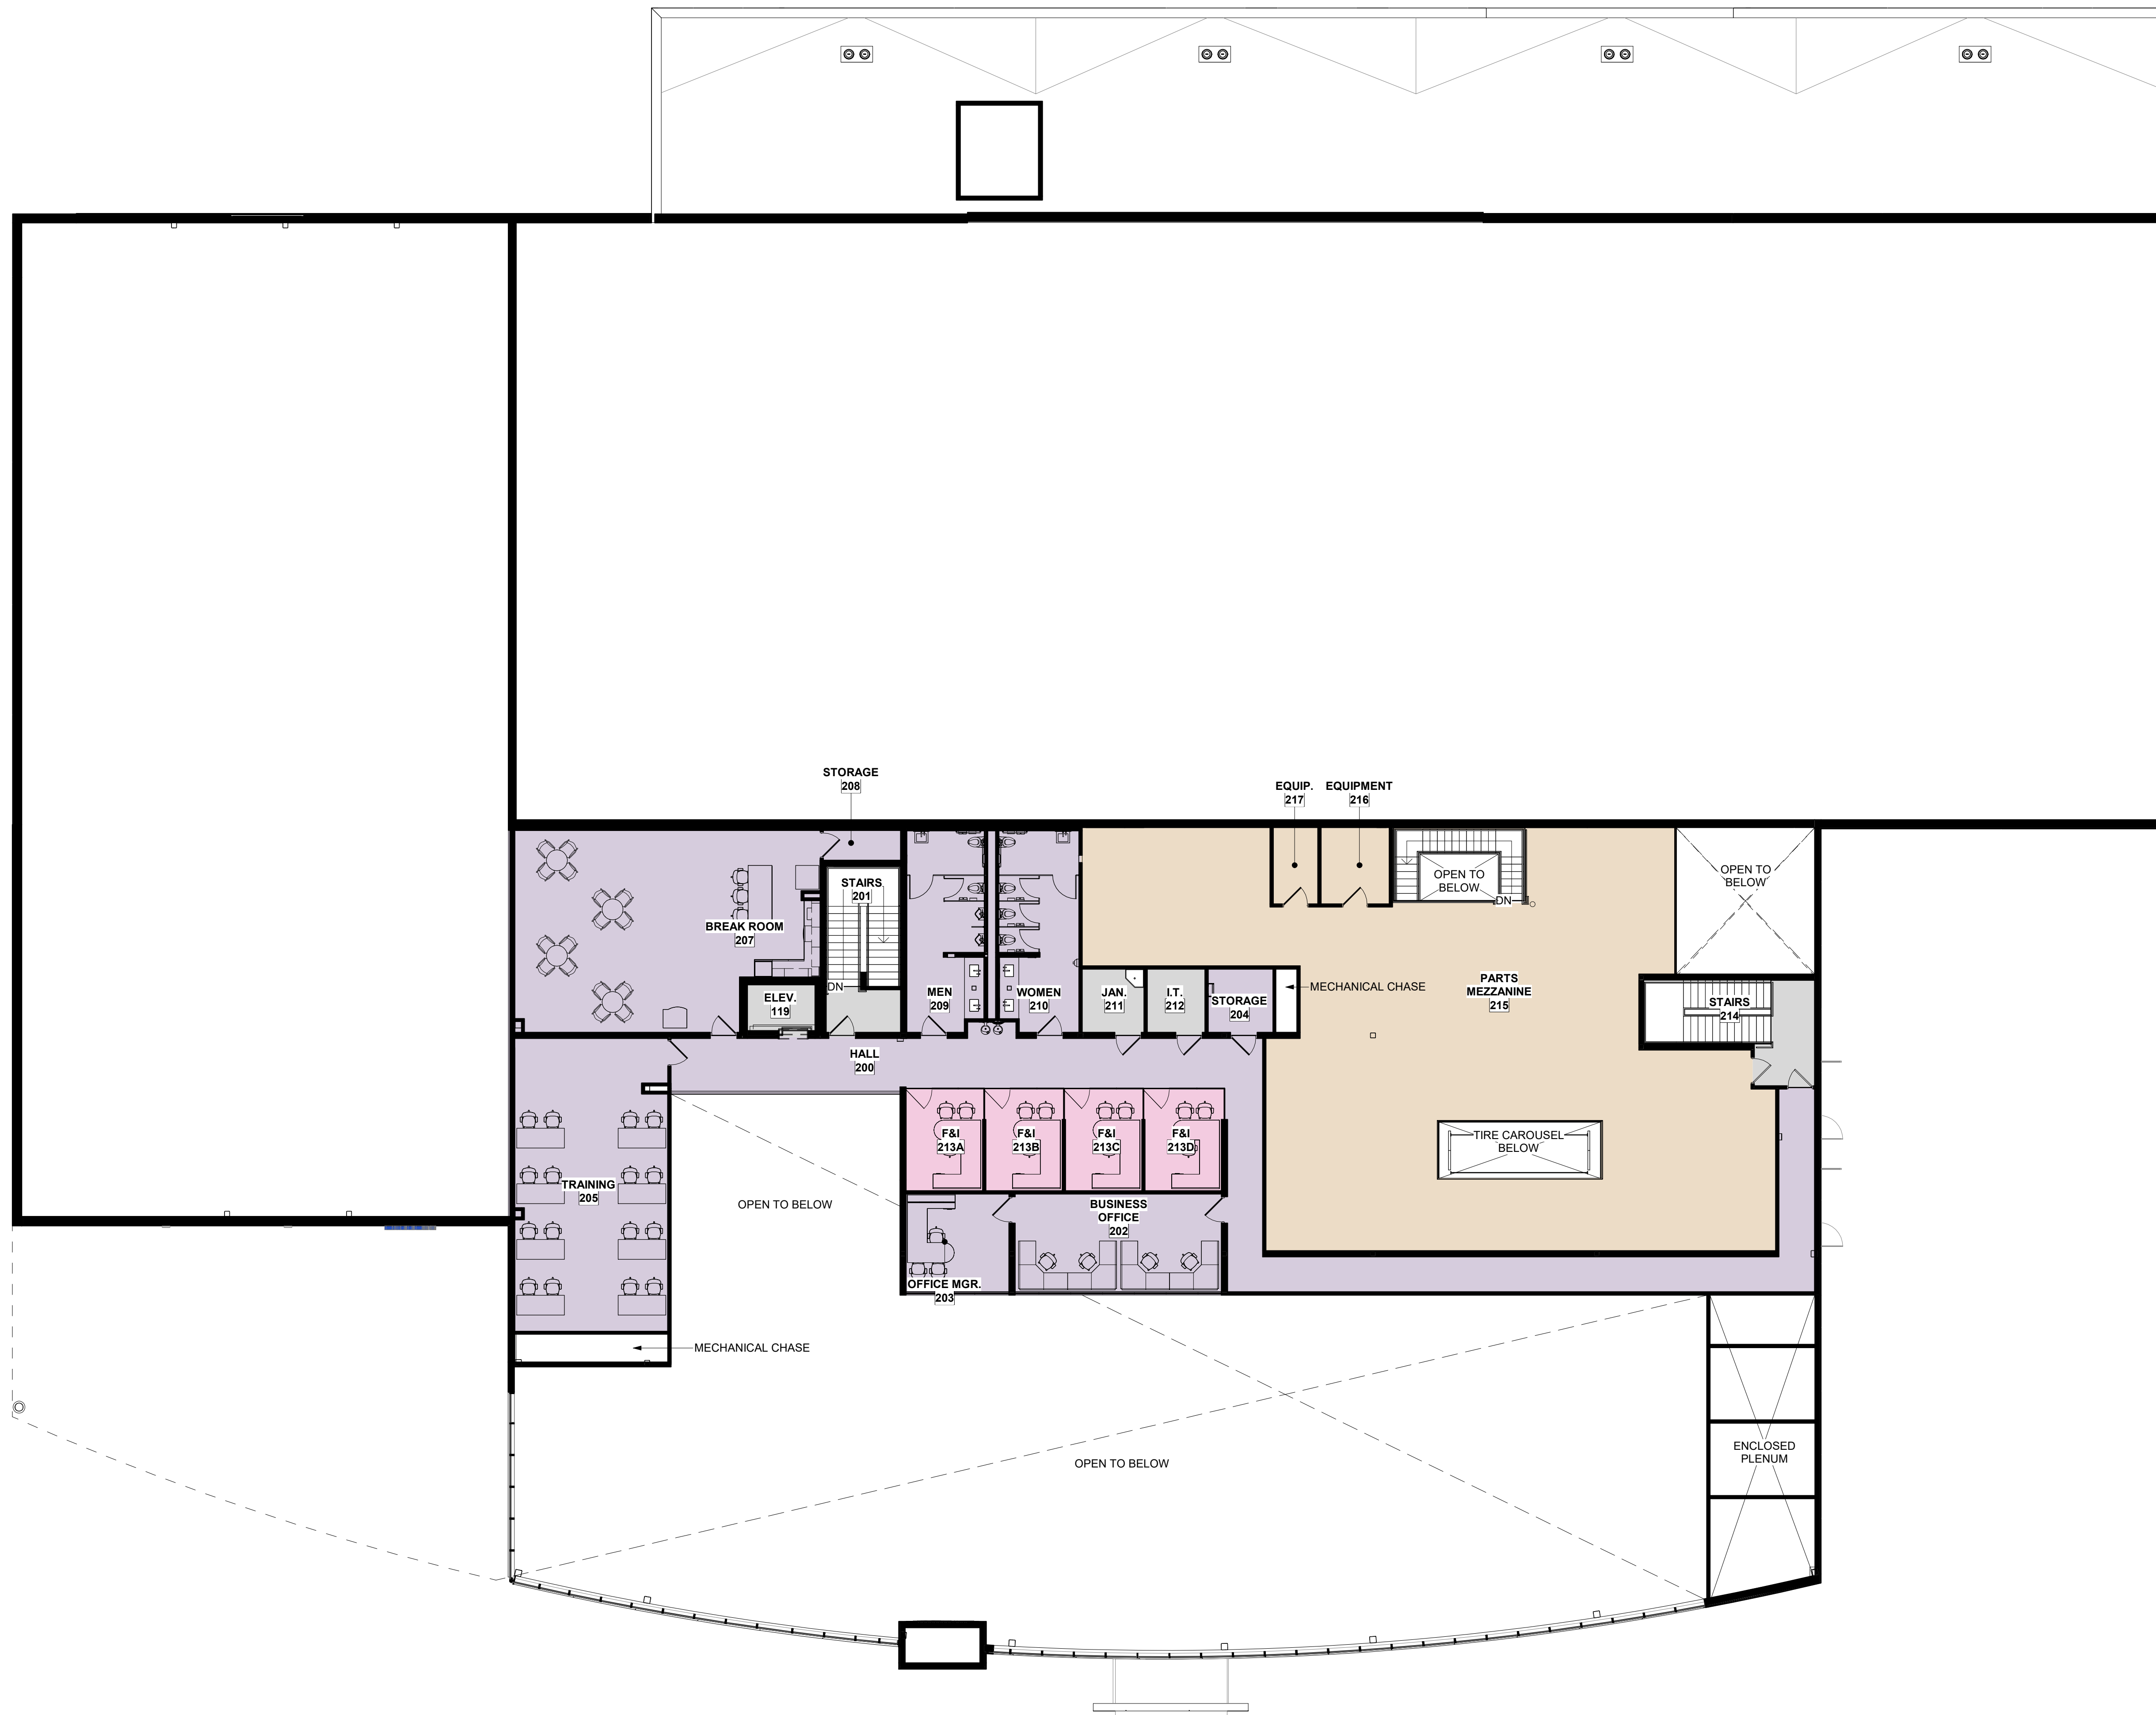 STORAGE
208
EQUIP.
217
EQUIPMENT
216
STAIRS
201
OPEN TO
BELOW
DN
OPEN TO
BELOW
BREAK ROOM
207
DN
ELEV.
119
MEN
209
WOMEN
210
JAN.
211
I.T.
212
STORAGE
204
MECHANICAL CHASE
PARTS
MEZZANINE
215
STAIRS
214
HALL
200
F&I
213A
F&I
213B
F&I
213C
F&I
213D
TIRE CAROUSEL
BELOW
TRAINING
205
OPEN TO BELOW
BUSINESS
OFFICE
202
OFFICE MGR.
203
MECHANICAL CHASE
OPEN TO BELOW
ENCLOSED
PLENUM